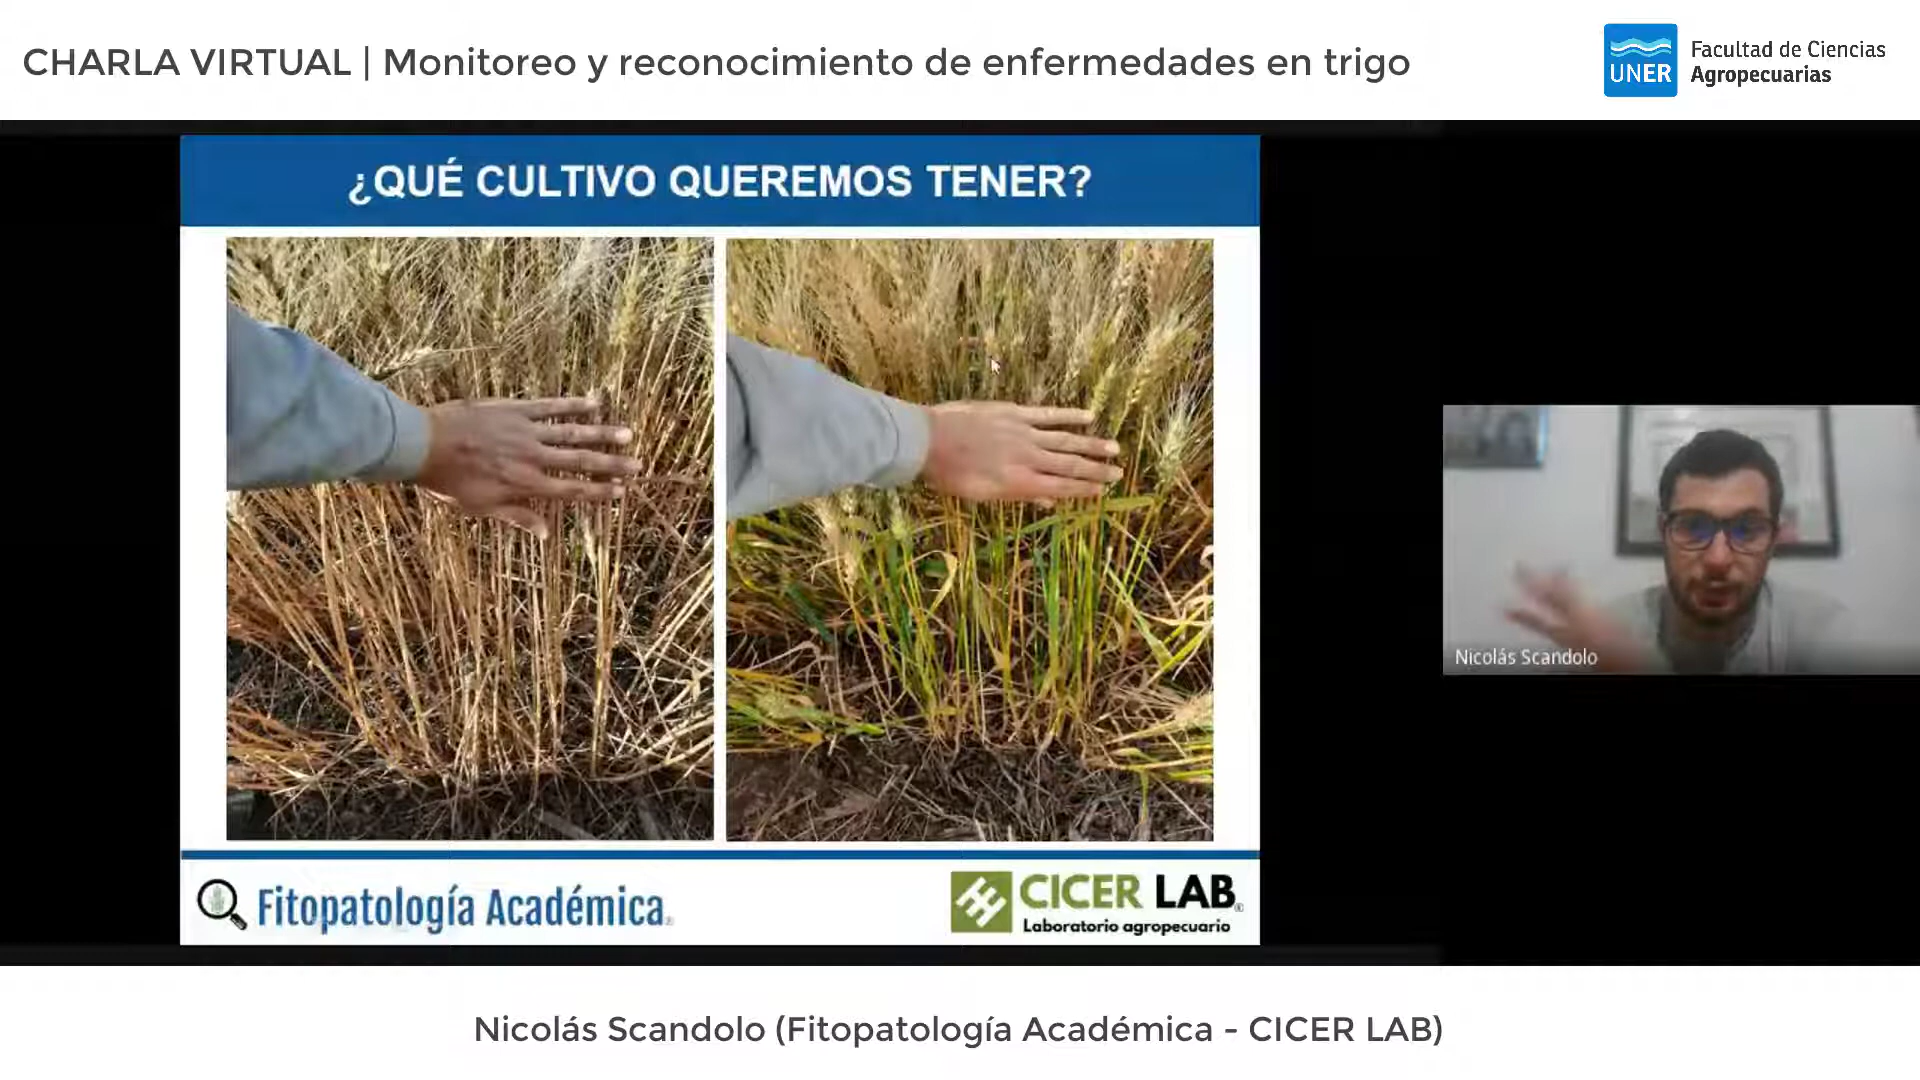 CHARLA VIRTUAL | Monitoreo y reconocimiento de enfermedades en trigo
UNER
Facultad de Ciencias
Agropecuarias
¿QUÉ CULTIVO QUEREMOS TENER?
Nicolás Scandolo
Fitopatología Académica®
CICER LAB®
Laboratorio agropecuario
Nicolás Scandolo (Fitopatología Académica - CICER LAB)